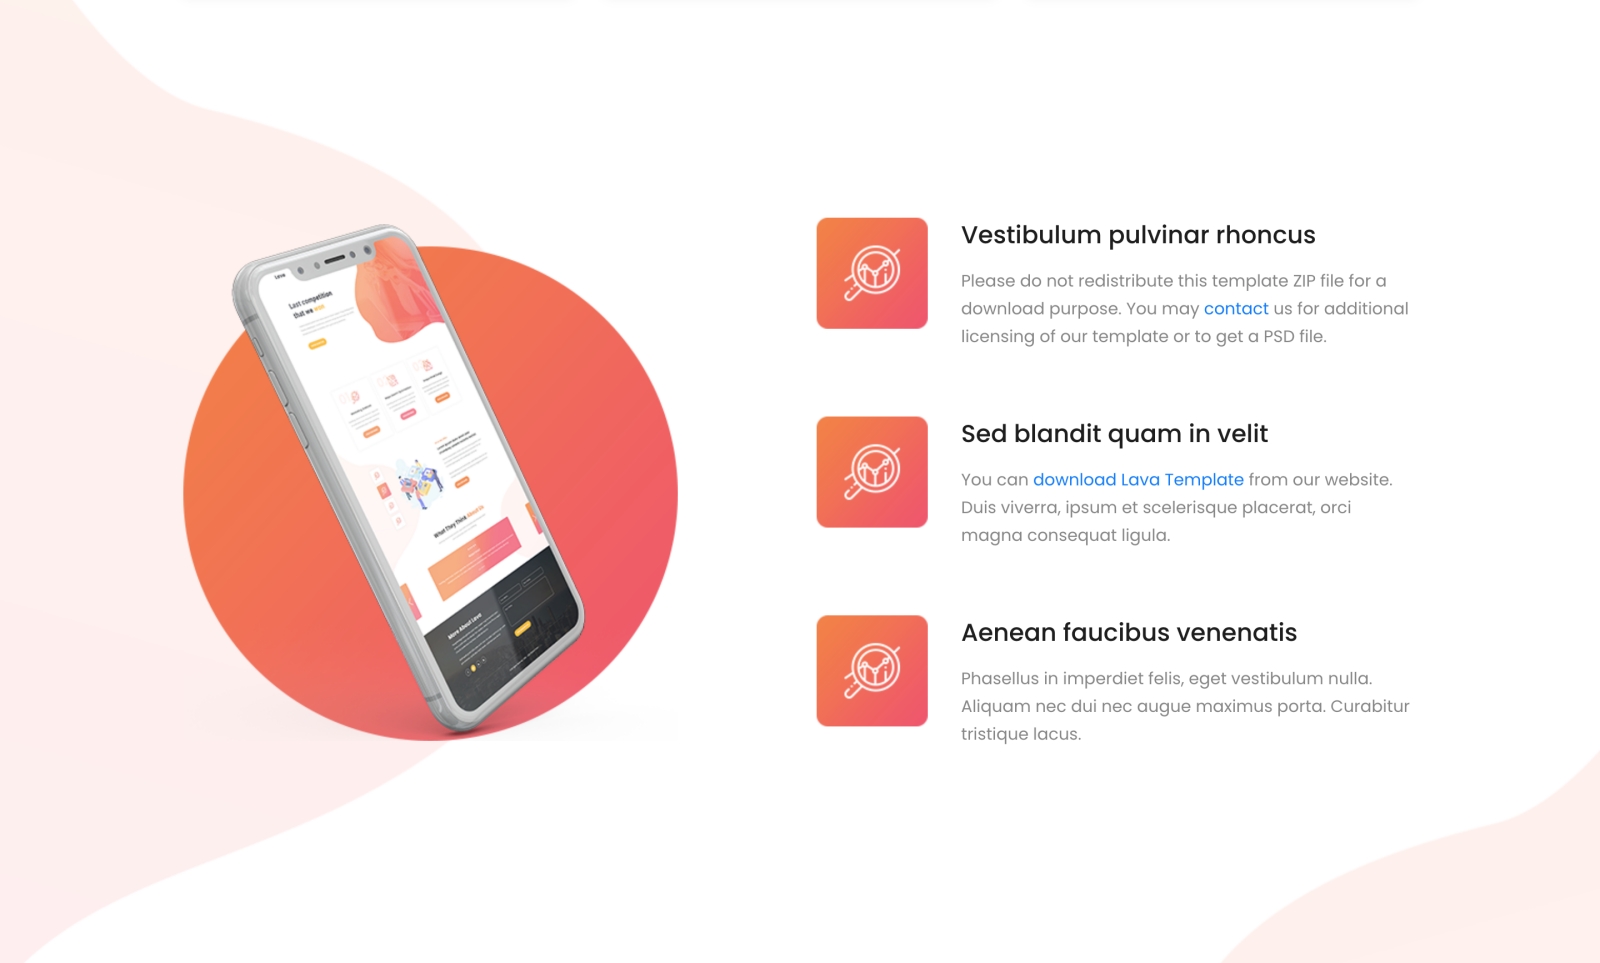 Lava
Last competition
that we won
What They Think About Us
More About Lava
Vestibulum pulvinar rhoncus
Please do not redistribute this template ZIP file for a
download purpose. You may contact us for additional
licensing of our template or to get a PSD file.
Sed blandit quam in velit
You can download Lava Template from our website.
Duis viverra, ipsum et scelerisque placerat, orci
magna consequat ligula.
Aenean faucibus venenatis
Phasellus in imperdiet felis, eget vestibulum nulla.
Aliquam nec dui nec augue maximus porta. Curabitur
tristique lacus.